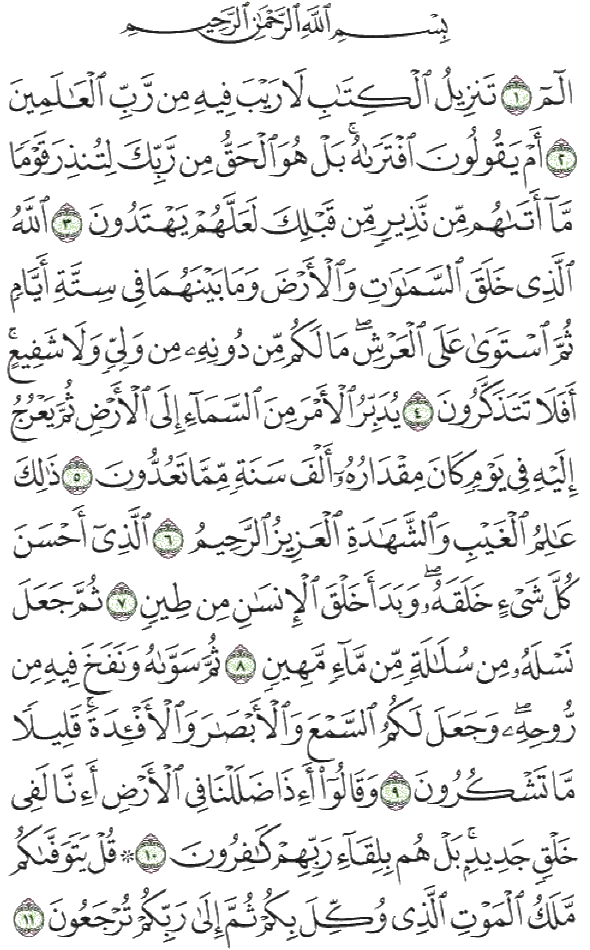 بِسْمِ ٱللَّهِ ٱلرَّحْمَٰنِ ٱلرَّحِيمِ
الٓمٓ ١ تَنزِيلُ ٱلْكِتَٰبِ لَا رَيْبَ فِيهِ مِن رَّبِّ ٱلْعَٰلَمِينَ
٢ أَمْ يَقُولُونَ ٱفْتَرَىٰهُۚ بَلْ هُوَ ٱلْحَقُّ مِن رَّبِّكَ لِتُنذِرَ قَوْمًا
مَّآ أَتَىٰهُم مِّن نَّذِيرٍ مِّن قَبْلِكَ لَعَلَّهُمْ يَهْتَدُونَ ٣ ٱللَّهُ
ٱلَّذِى خَلَقَ ٱلسَّمَٰوَٰتِ وَٱلْأَرْضَ وَمَا بَيْنَهُمَا فِى سِتَّةِ أَيَّامٍ
ثُمَّ ٱسْتَوَىٰ عَلَى ٱلْعَرْشِۖ مَا لَكُم مِّن دُونِهِۦ مِن وَلِىٍّ وَلَا شَفِيعٍۚ
أَفَلَا تَتَذَكَّرُونَ ٤ يُدَبِّرُ ٱلْأَمْرَ مِنَ ٱلسَّمَآءِ إِلَى ٱلْأَرْضِ ثُمَّ يَعْرُجُ
إِلَيْهِ فِى يَوْمٍ كَانَ مِقْدَارُهُۥٓ أَلْفَ سَنَةٍ مِّمَّا تَعُدُّونَ ٥ ذَٰلِكَ
عَٰلِمُ ٱلْغَيْبِ وَٱلشَّهَٰدَةِ ٱلْعَزِيزُ ٱلرَّحِيمُ ٦ ٱلَّذِىٓ أَحْسَنَ
كُلَّ شَىْءٍ خَلَقَهُۥۖ وَبَدَأَ خَلْقَ ٱلْإِنسَٰنِ مِن طِينٍ ٧ ثُمَّ جَعَلَ
نَسْلَهُۥ مِن سُلَٰلَةٍ مِّن مَّآءٍ مَّهِينٍ ٨ ثُمَّ سَوَّىٰهُ وَنَفَخَ فِيهِ مِن
رُّوحِهِۦۖ وَجَعَلَ لَكُمُ ٱلسَّمْعَ وَٱلْأَبْصَٰرَ وَٱلْأَفْـِٔدَةَۚ قَلِيلًا
مَّا تَشْكُرُونَ ٩ وَقَالُوٓا۟ أَءِذَا ضَلَلْنَا فِى ٱلْأَرْضِ أَءِنَّا لَفِى
خَلْقٍ جَدِيدٍۭۚ بَلْ هُم بِلِقَآءِ رَبِّهِمْ كَٰفِرُونَ ١٠ ۞ قُلْ يَتَوَفَّىٰكُم
مَّلَكُ ٱلْمَوْتِ ٱلَّذِى وُكِّلَ بِكُمْ ثُمَّ إِلَىٰ رَبِّكُمْ تُرْجَعُونَ ١١